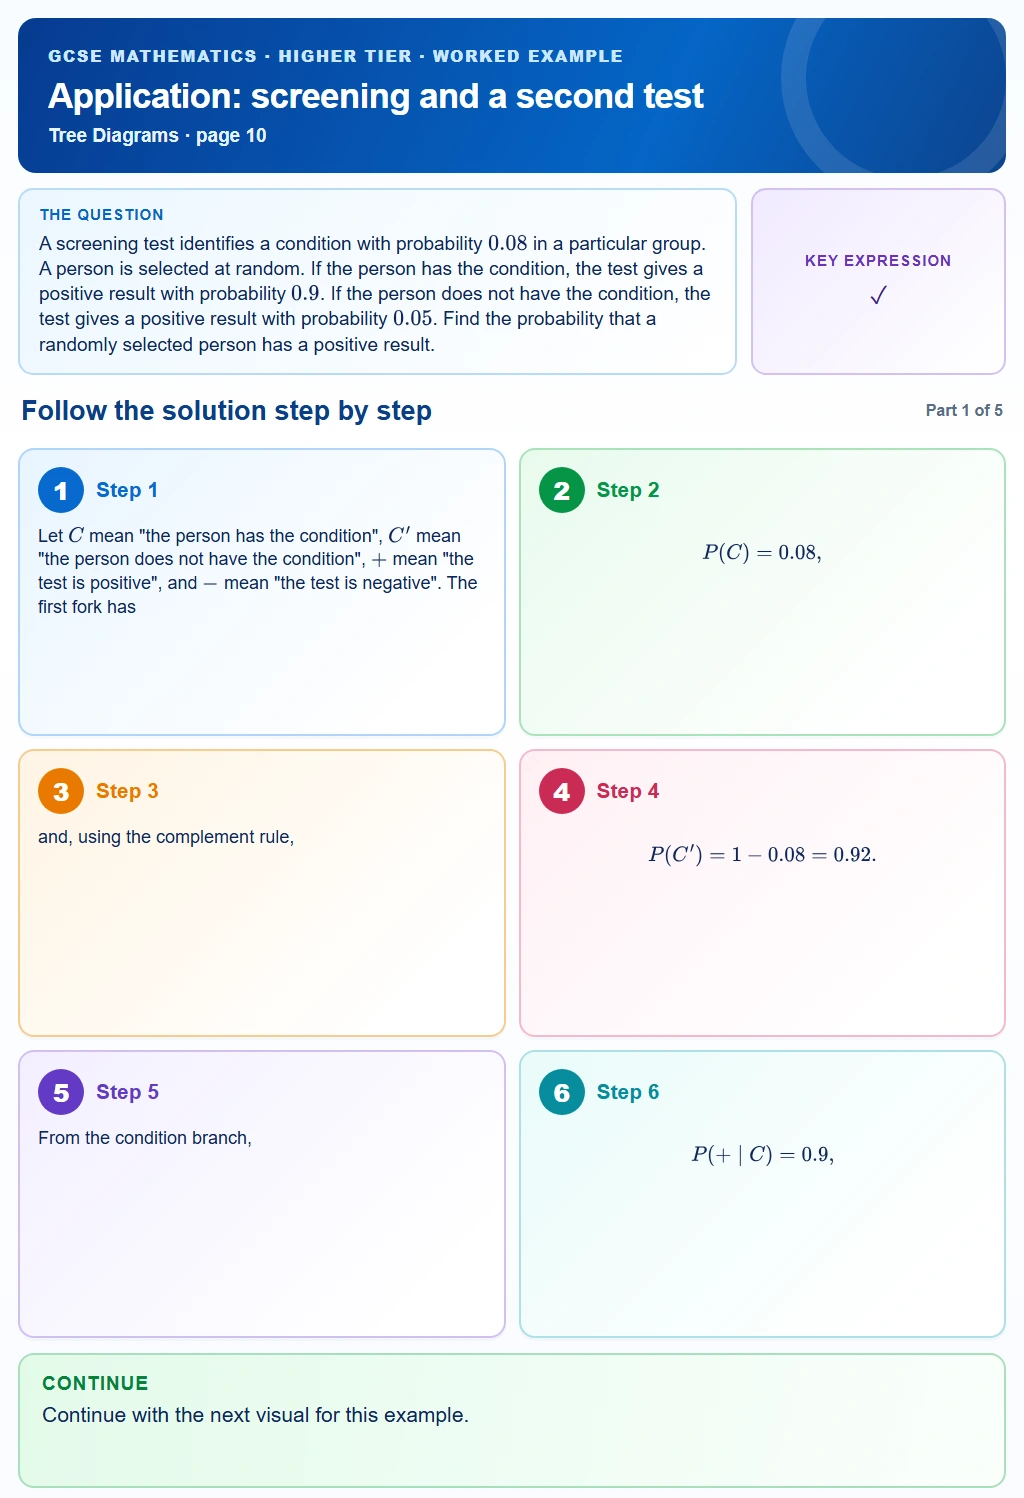 GCSE MATHEMATICS · HIGHER TIER · WORKED EXAMPLE
Application: screening and a second test
Tree Diagrams · page 10
THE QUESTION
A screening test identifies a condition with probability 0.08 in a particular group.
A person is selected at random. If the person has the condition, the test gives a
positive result with probability 0.9. If the person does not have the condition, the
test gives a positive result with probability 0.05. Find the probability that a
randomly selected person has a positive result.
KEY EXPRESSION
✓
Follow the solution step by step
Part 1 of 5
1 Step 1
Let C mean "the person has the condition", C′ mean
"the person does not have the condition", + mean "the
test is positive", and − mean "the test is negative". The
first fork has
2 Step 2
P(C) = 0.08,
3 Step 3
and, using the complement rule,
4 Step 4
P(C′) = 1 − 0.08 = 0.92.
5 Step 5
From the condition branch,
6 Step 6
P(+ | C) = 0.9,
CONTINUE
Continue with the next visual for this example.